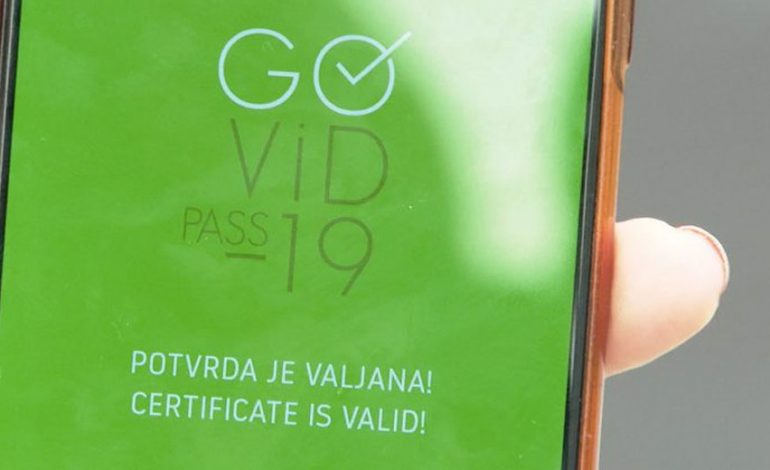 GO
ViD
PASS
-19
POTVRDA JE VALJANA!
CERTIFICATE IS VALID!